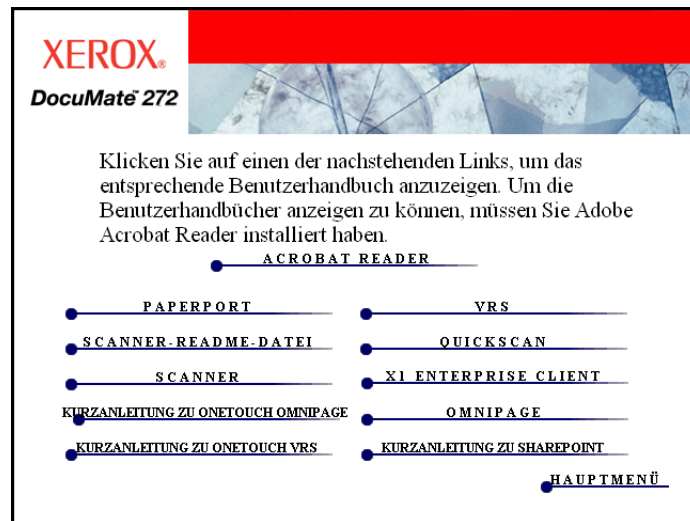 XEROX®
DocuMate™ 272
Klicken Sie auf einen der nachstehenden Links, um das
entsprechende Benutzerhandbuch anzuzeigen. Um die
Benutzerhandbücher anzeigen zu können, müssen Sie Adobe
Acrobat Reader installiert haben.
ACROBAT READER
PAPERPORT
VRS
SCANNER-README-DATEI
QUICKSCAN
SCANNER
X1 ENTERPRISE CLIENT
KURZANLEITUNG ZU ONETOUCH OMNIPAGE
OMNIPAGE
KURZANLEITUNG ZU ONETOUCH VRS
KURZANLEITUNG ZU SHAREPOINT
HAUPTMENÜ